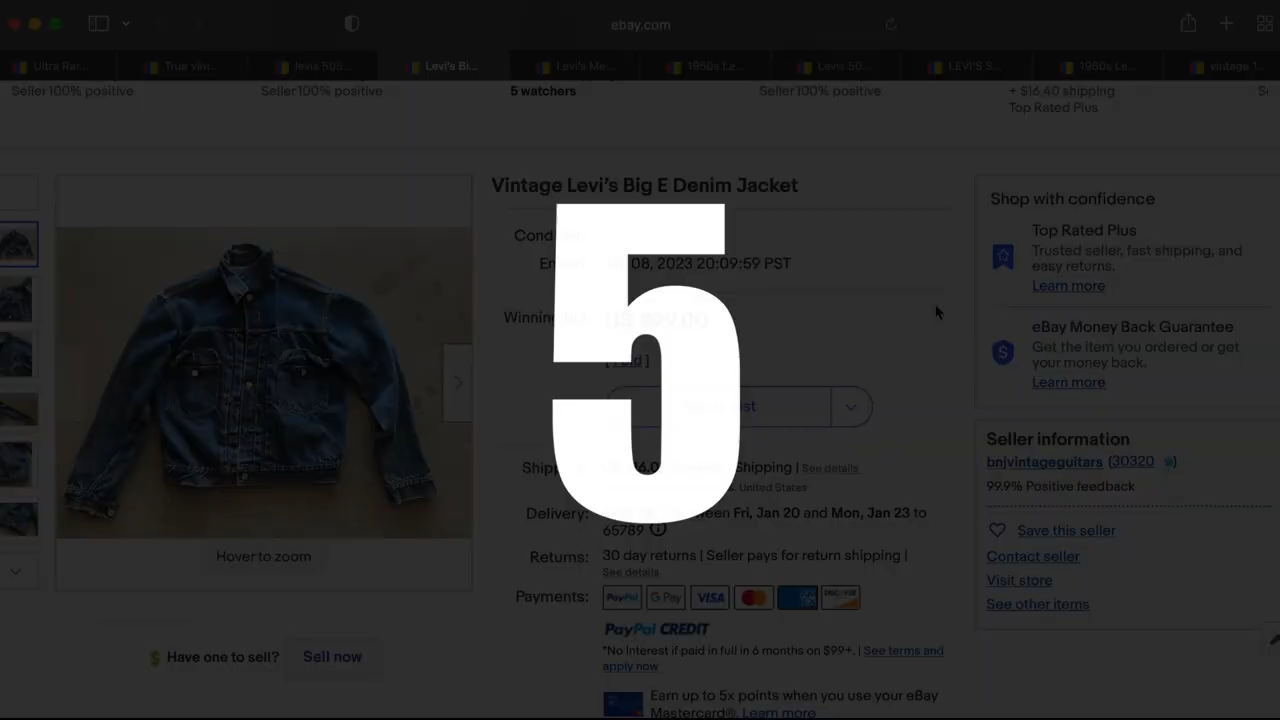 ebay.com
Ultra Rar...
True vin...
levis 505...
Levi's Bi...
Levi's Me...
1950s Le...
Levis 50...
LEVI'S S...
1960s Le...
vintage 1...
Seller 100% positive
Seller 100% positive
5 watchers
Seller 100% positive
+ $16.40 shipping
Top Rated Plus
Vintage Levi's Big E Denim Jacket
08, 2023 20:09:59 PST
5
Shipping | See details
United States
Delivery:
Fri, Jan 20 and Mon, Jan 23 to
65789
Returns:
30 day returns | Seller pays for return shipping |
See details
Payments:
PayPal
G Pay
VISA
DISCOVER
PayPal CREDIT
*No Interest if paid in full in 6 months on $99+. | See terms and
apply now
Earn up to 5x points when you use your eBay
Mastercard®. Learn more
Hover to zoom
Have one to sell?
Sell now
Shop with confidence
Top Rated Plus
Trusted seller, fast shipping, and
easy returns.
Learn more
eBay Money Back Guarantee
Get the item you ordered or get
your money back.
Learn more
Seller information
bnjvintageguitars (30320 )
99.9% Positive feedback
Save this seller
Contact seller
Visit store
See other items